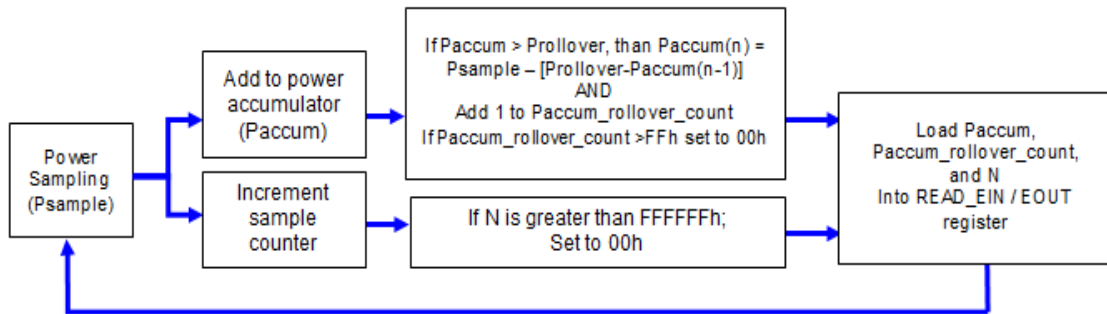 Power
Sampling
(Psample)
Add to power
accumulator
(Paccum)
Increment
sample
counter
If Paccum > Prollover, than Paccum(n) =
Psample – [Prollover-Paccum(n-1)]
AND
Add 1 to Paccum_rollover_count
If Paccum_rollover_count >FFh set to 00h
If N is greater than FFFFFFh;
Set to 00h
Load Paccum,
Paccum_rollover_count,
and N
Into READ_EIN / EOUT
register